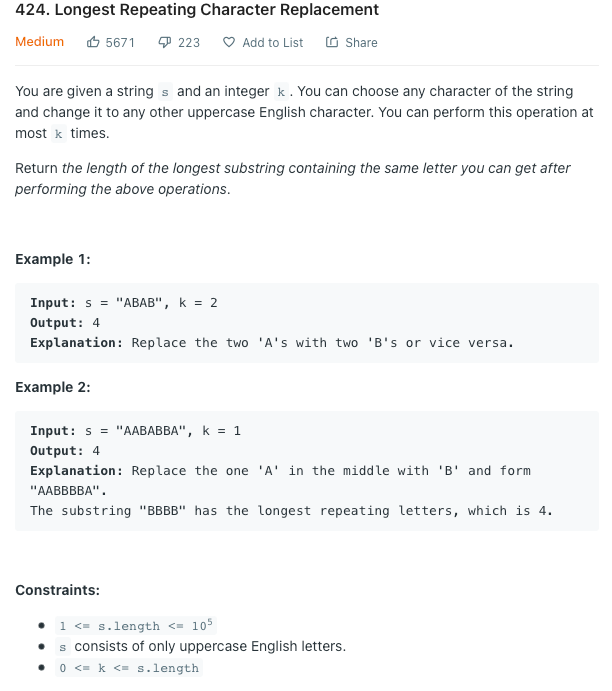 424. Longest Repeating Character Replacement
Medium 5671 223 Add to List Share
You are given a string s and an integer k . You can choose any character of the string
and change it to any other uppercase English character. You can perform this operation at
most k times.
Return the length of the longest substring containing the same letter you can get after
performing the above operations.
Example 1:
Input: s = "ABAB", k = 2
Output: 4
Explanation: Replace the two 'A's with two 'B's or vice versa.
Example 2:
Input: s = "AABABBA", k = 1
Output: 4
Explanation: Replace the one 'A' in the middle with 'B' and form
"AABBBBA".
The substring "BBBB" has the longest repeating letters, which is 4.
Constraints:
• 1 <= s.length <= 10⁵
• s consists of only uppercase English letters.
• 0 <= k <= s.length